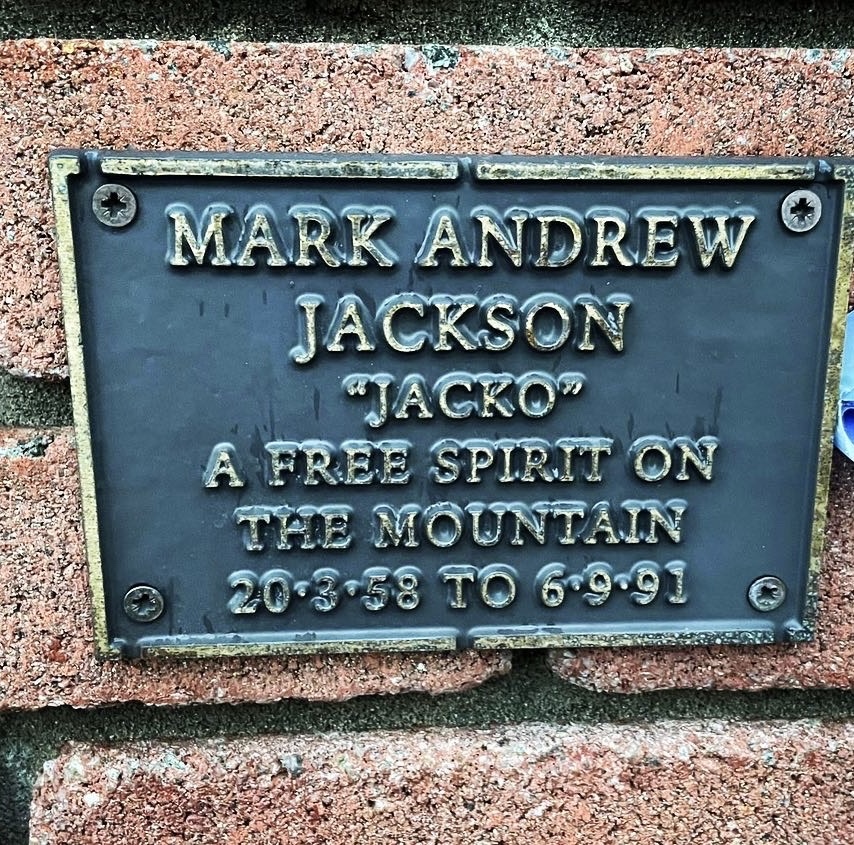 MARK ANDREW
JACKSON
“JACKO”
A FREE SPIRIT ON
THE MOUNTAIN
20·3·58 TO 6·9·91